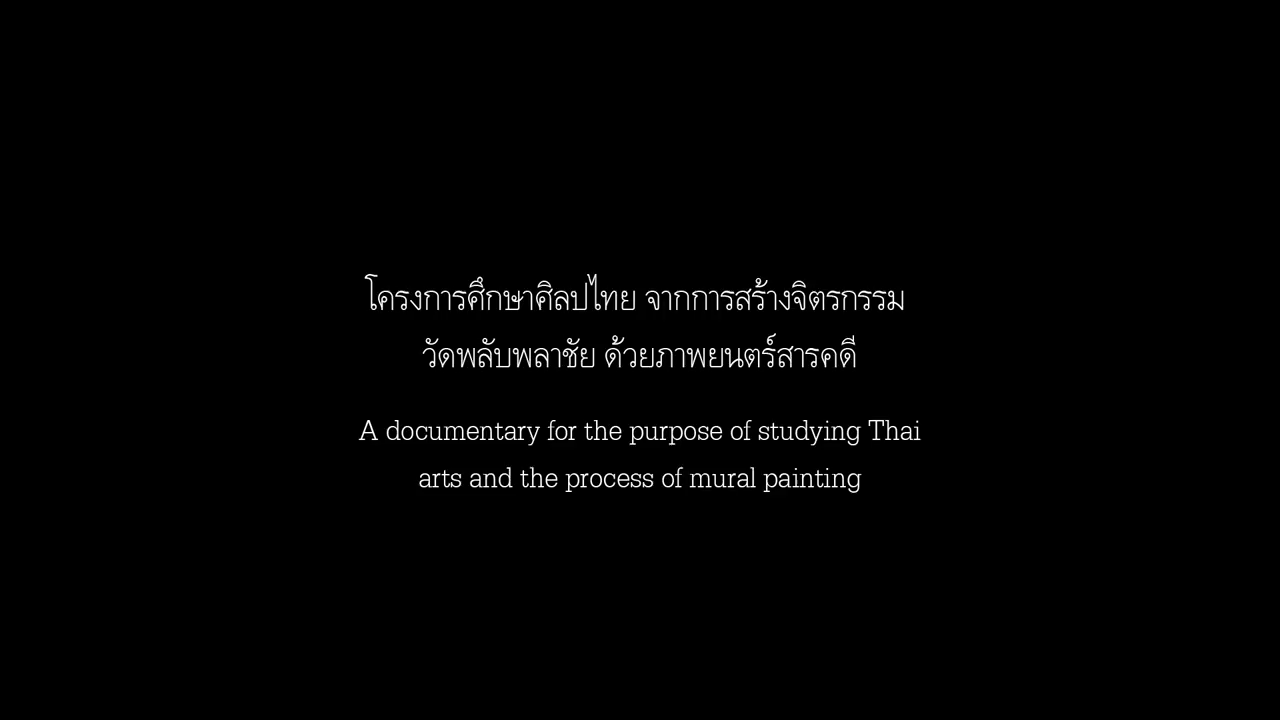 โครงการศึกษาศิลปไทย จากการสร้างจิตรกรรม
วัดพลับพลาชัย ด้วยภาพยนตร์สารคดี
A documentary for the purpose of studying Thai
arts and the process of mural painting